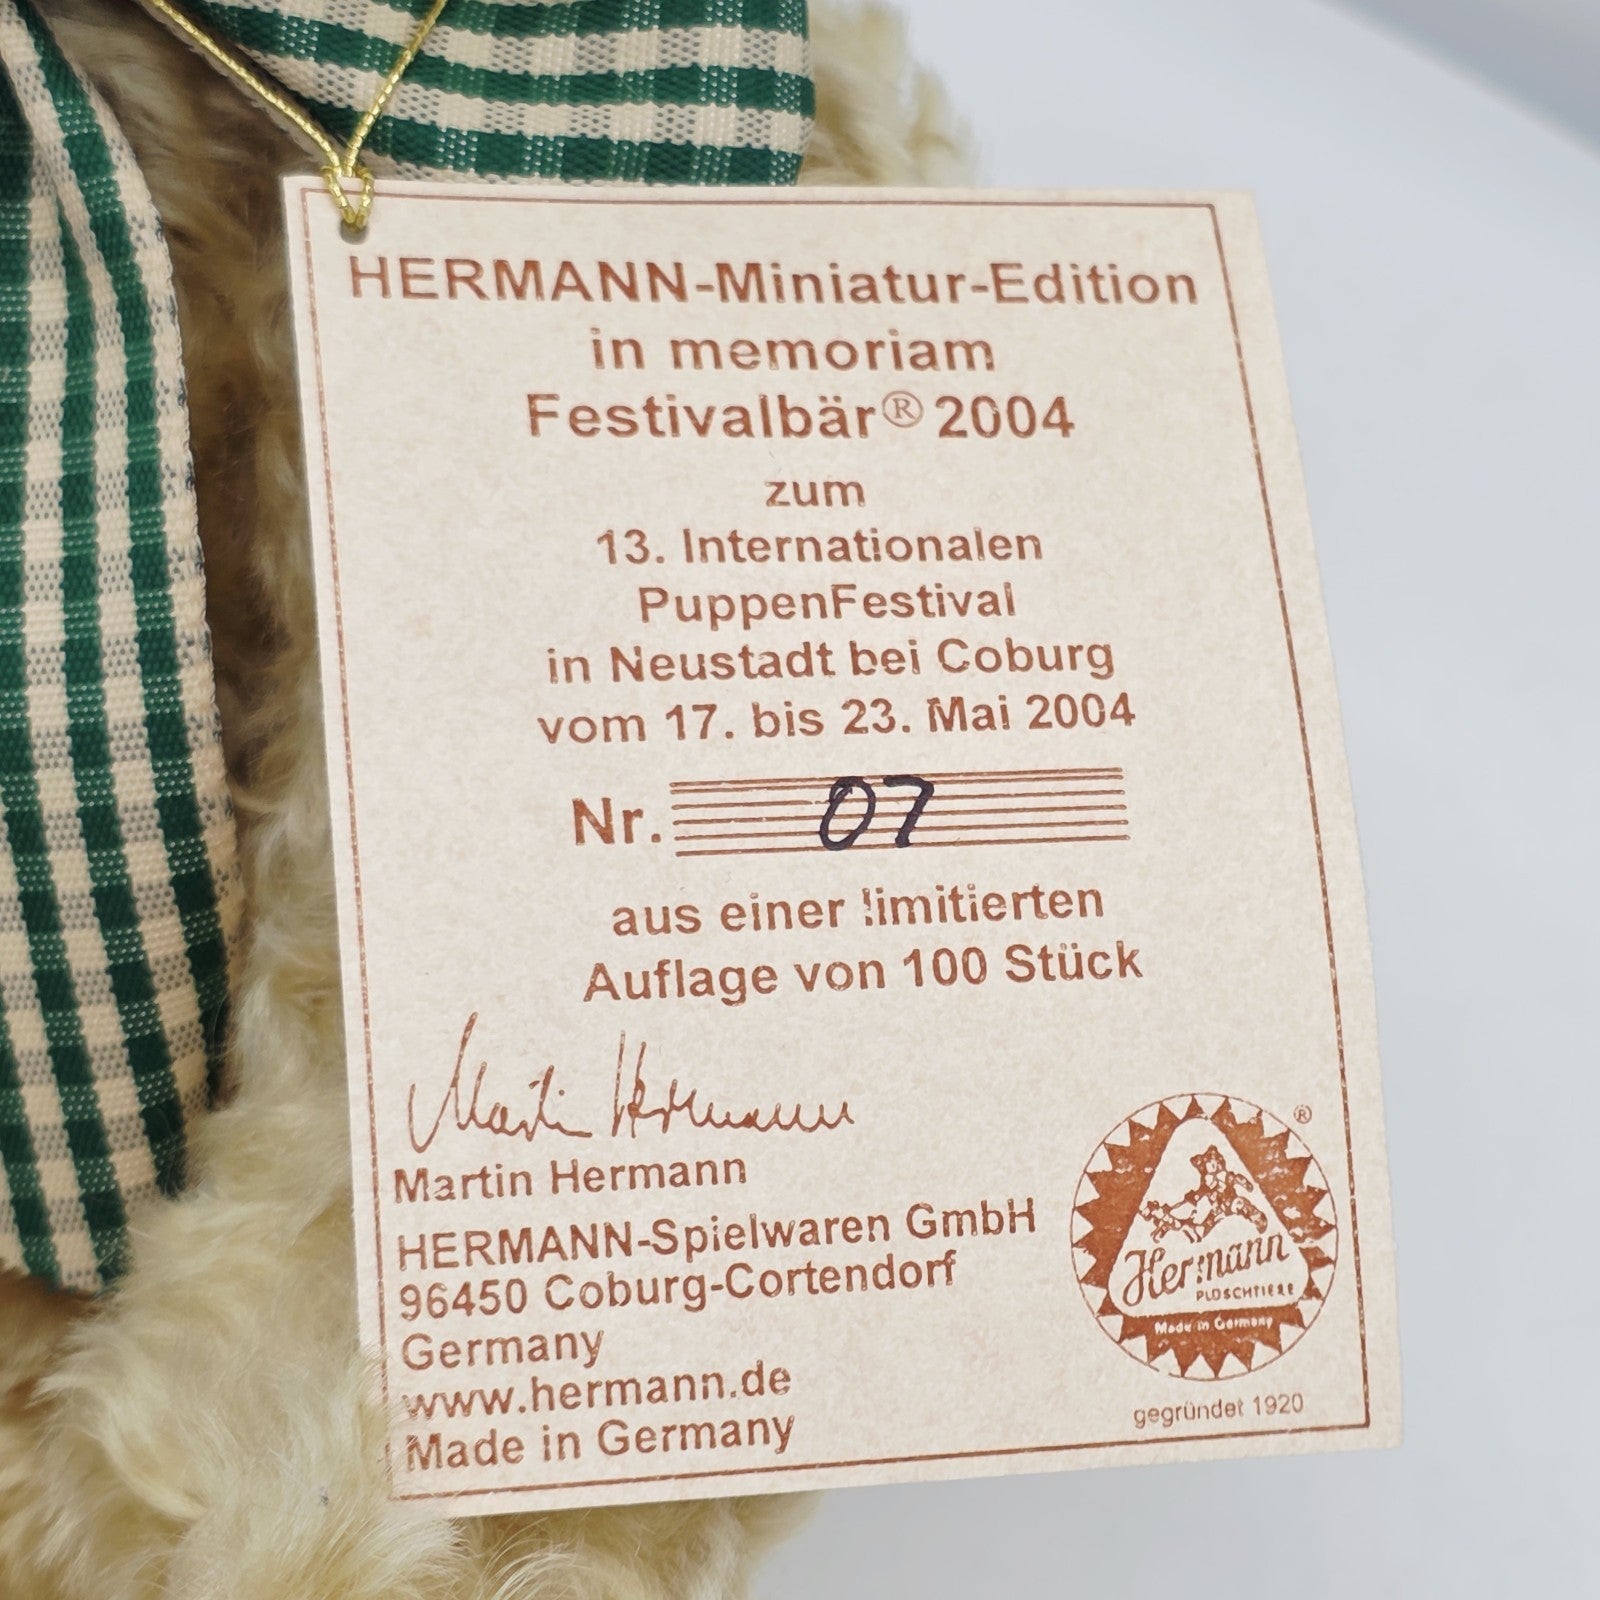 HERMANN-Miniatur-Edition
in memoriam
Festivalbär® 2004
zum
13. Internationalen
PuppenFestival
in Neustadt bei Coburg
vom 17. bis 23. Mai 2004
Nr. 07
aus einer limitierten
Auflage von 100 Stück
Martin Hermann
Martin Hermann
HERMANN-Spielwaren GmbH
96450 Coburg-Cortendorf
Germany
www.hermann.de
Made in Germany
®
Hermann
PLÜSCHTIERE
Made in Germany
gegründet 1920